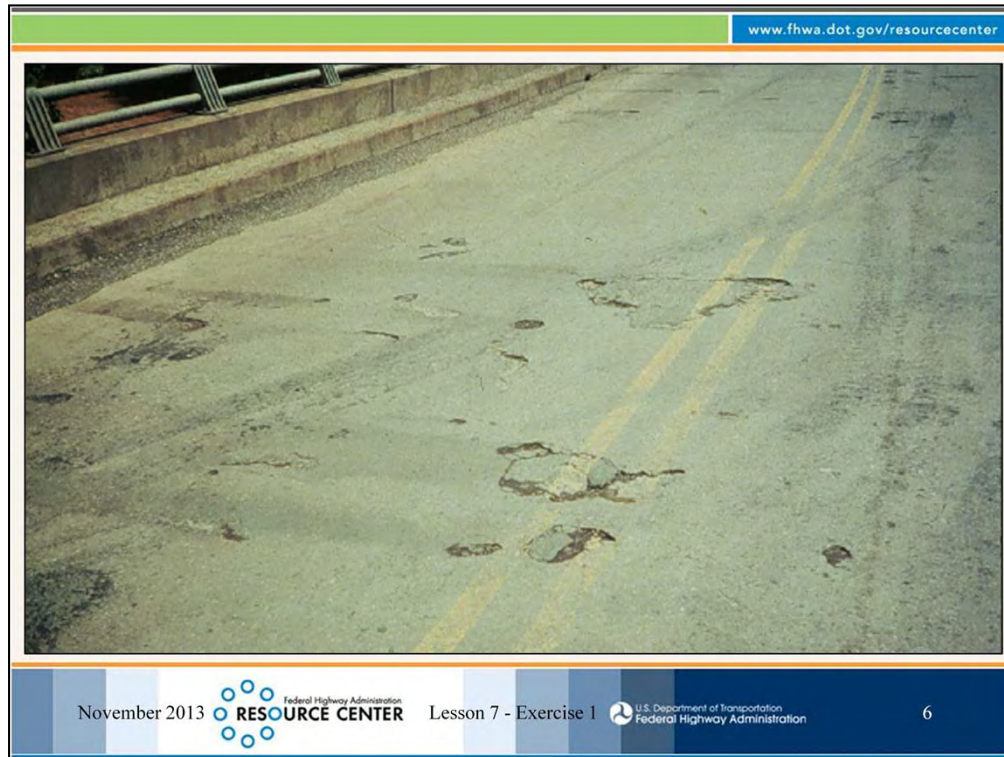 www.fhwa.dot.gov/resourcecenter
November 2013
Federal Highway Administration
RESOURCE CENTER
Lesson 7 - Exercise 1
U.S. Department of Transportation
Federal Highway Administration
6